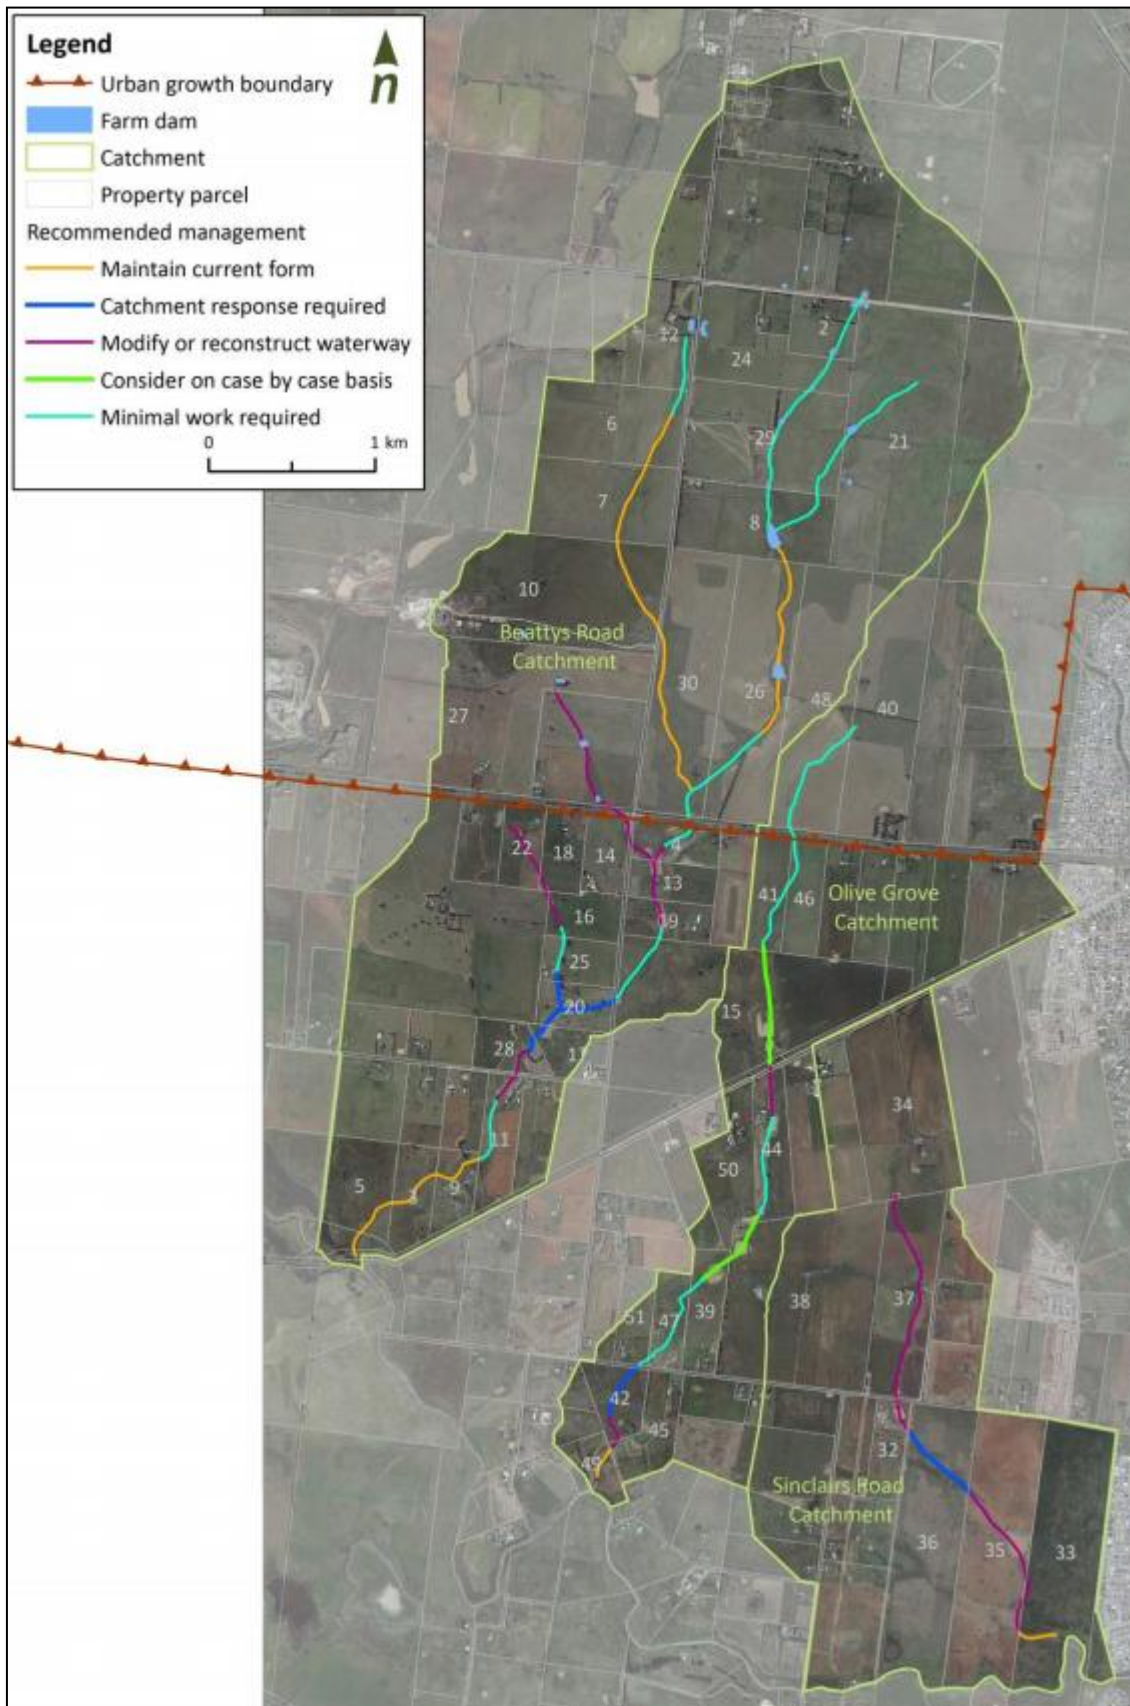 Legend
n
Urban growth boundary
Farm dam
Catchment
Property parcel
Recommended management
Maintain current form
Catchment response required
Modify or reconstruct waterway
Consider on case by case basis
Minimal work required
0 1 km
12
2
24
6
29
21
7
8
10
Beattys Road
Catchment
30
26
48
40
27
22
18
14
4
13
16
19
41
46
Olive Grove
Catchment
25
20
15
28
17
34
11
44
50
5
3
9
38
37
51
47
39
42
45
32
49
Sinclairs Road
Catchment
36
35
33